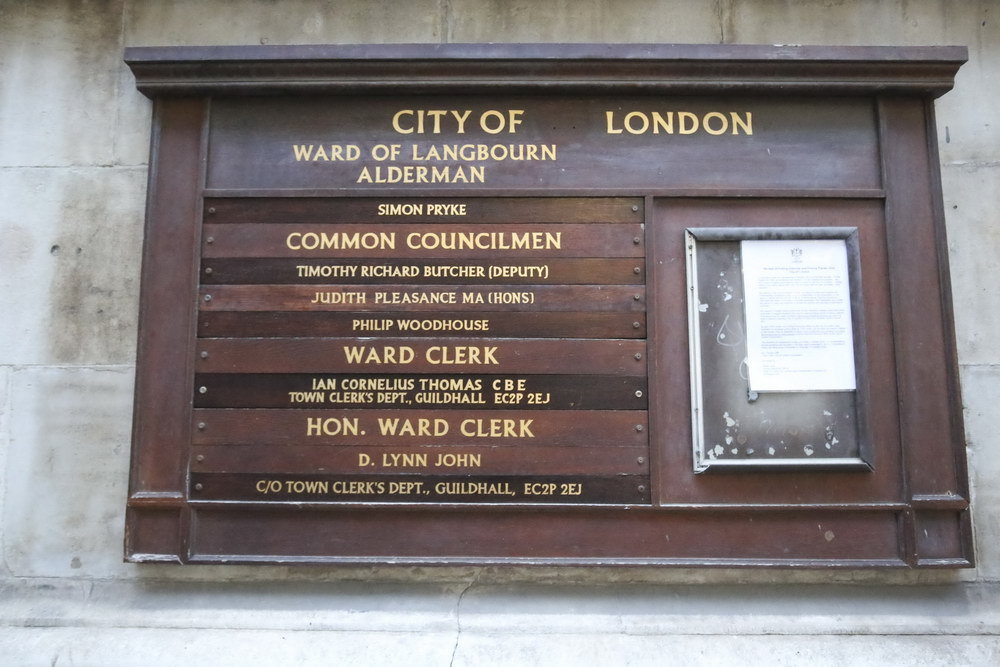 CITY OF LONDON
WARD OF LANGBOURN
ALDERMAN
SIMON PRYKE
COMMON COUNCILMEN
TIMOTHY RICHARD BUTCHER (DEPUTY)
JUDITH PLEASANCE MA (HONS)
PHILIP WOODHOUSE
WARD CLERK
IAN CORNELIUS THOMAS C B E
TOWN CLERK'S DEPT., GUILDHALL EC2P 2EJ
HON. WARD CLERK
D. LYNN JOHN
C/O TOWN CLERK'S DEPT., GUILDHALL, EC2P 2EJ